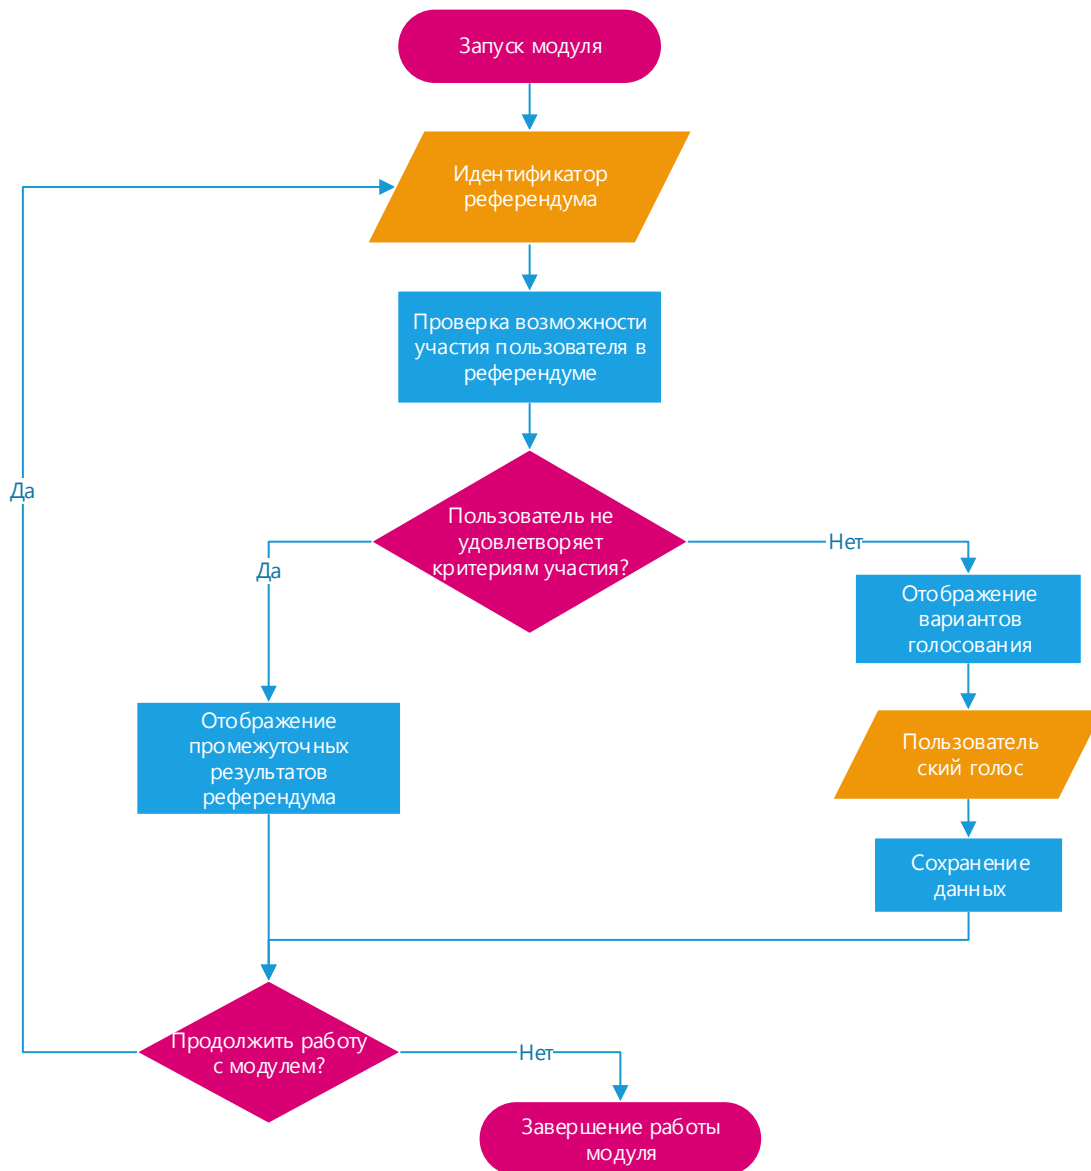 Запуск модуля
Идентификатор
референдума
Проверка возможности
участия пользователя в
референдуме
Да
Пользователь не
удовлетворяет
критериям участия?
Нет
Да
Отображение
вариантов
голосования
Отображение
промежуточных
результатов
референдума
Пользователь
ский голос
Сохранение
данных
Продолжить работу
с модулем?
Нет
Завершение работы
модуля